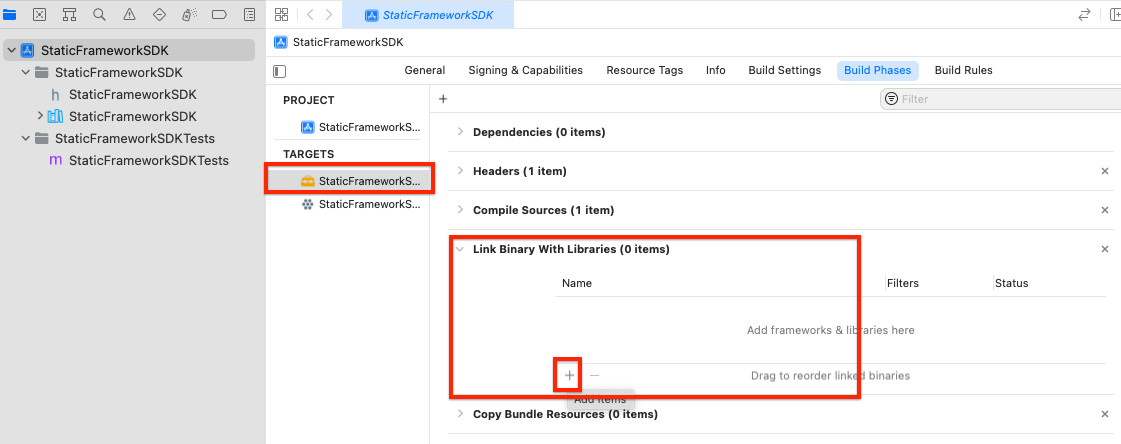 StaticFrameworkSDK
StaticFrameworkSDK
StaticFrameworkSDK
h StaticFrameworkSDK
StaticFrameworkSDK
StaticFrameworkSDKTests
m StaticFrameworkSDKTests
StaticFrameworkSDK
General Signing & Capabilities Resource Tags Info Build Settings Build Phases Build Rules
PROJECT
StaticFrameworkS...
TARGETS
StaticFrameworkS...
StaticFrameworkS...
+ Filter
Dependencies (0 items)
Headers (1 item) ×
Compile Sources (1 item) ×
Link Binary With Libraries (0 items) ×
Name Filters Status
Add frameworks & libraries here
+ − Drag to reorder linked binaries
Add items
Copy Bundle Resources (0 items) ×